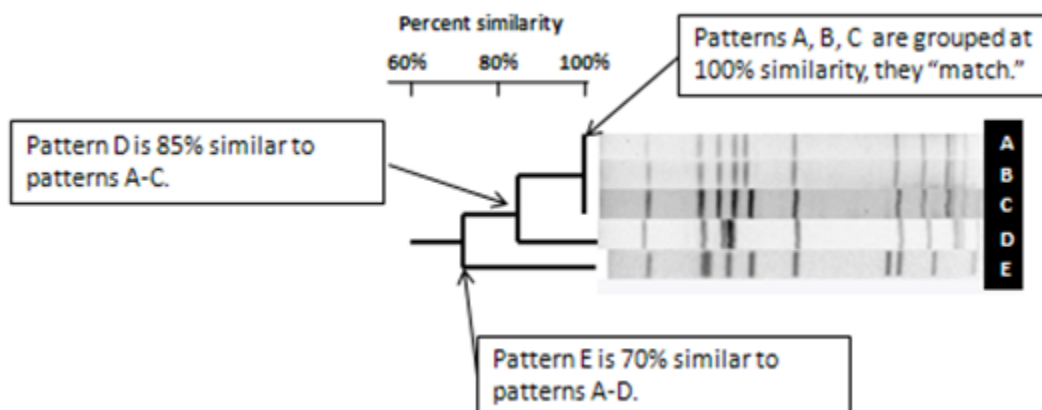 Percent similarity
60% 80% 100%
Patterns A, B, C are grouped at
100% similarity, they “match.”
Pattern D is 85% similar to
patterns A-C.
A
B
C
D
E
Pattern E is 70% similar to
patterns A-D.